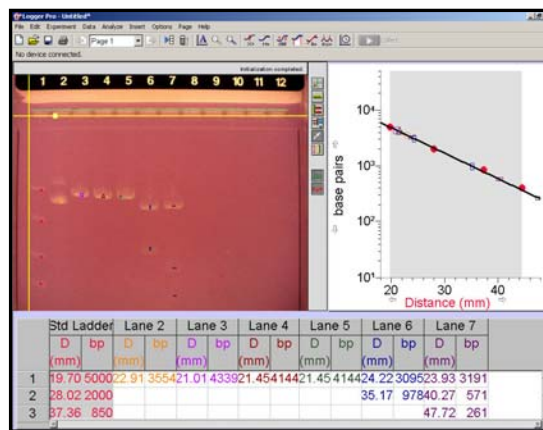 Logger Pro - Untitled*
File Edit Experiment Data Analyze Insert Options Page Help
Page 1
No device connected.
Initialization completed.
1 2 3 4 5 6 7 8 9 10 11 12
base pairs
10⁴
10³
10²
10¹
20 30 40
Distance (mm)
Std Ladder Lane 2 Lane 3 Lane 4 Lane 5 Lane 6 Lane 7
D bp D bp D bp D bp D bp D bp D bp
(mm) (mm) (mm) (mm) (mm) (mm) (mm)
1 19.70 5000 22.91 3554 21.01 4339 21.45 4144 21.45 4144 24.22 3095 23.93 3191
2 28.02 2000 35.17 978 40.27 571
3 37.36 850 47.72 261